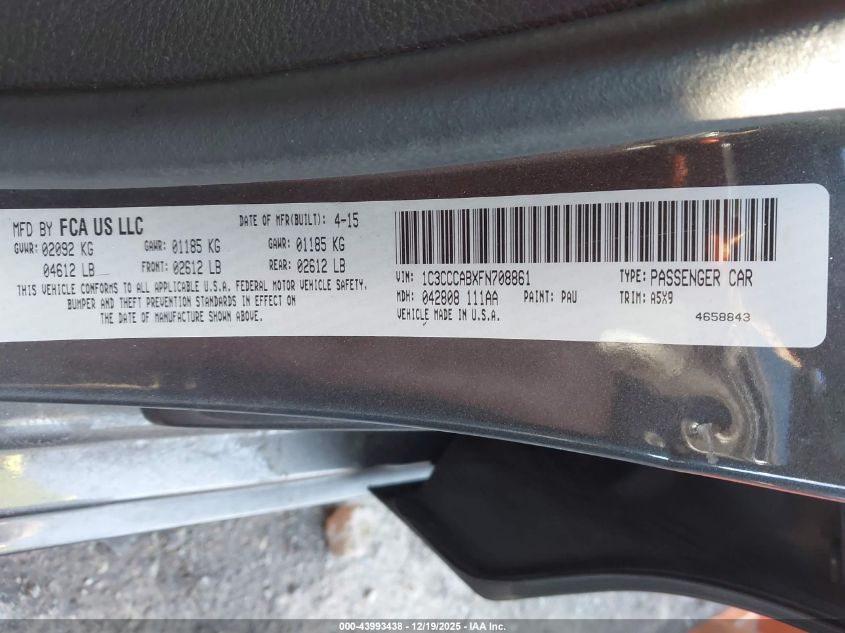 MFD BY FCA US LLC DATE OF MFR(BUILT): 4-15
GVWR: 02092 KG GAWR: 01185 KG GAWR: 01185 KG
04612 LB FRONT: 02612 LB REAR: 02612 LB
THIS VEHICLE CONFORMS TO ALL APPLICABLE U.S.A. FEDERAL MOTOR VEHICLE SAFETY,
BUMPER AND THEFT PREVENTION STANDARDS IN EFFECT ON
THE DATE OF MANUFACTURE SHOWN ABOVE.
VIN: 1C3CCCABXFN708861 TYPE: PASSENGER CAR
MDH: 042808 111AA PAINT: PAU TRIM: A5X9
VEHICLE MADE IN U.S.A. 4658843
000-43993438 - 12/19/2025 - IAA Inc.